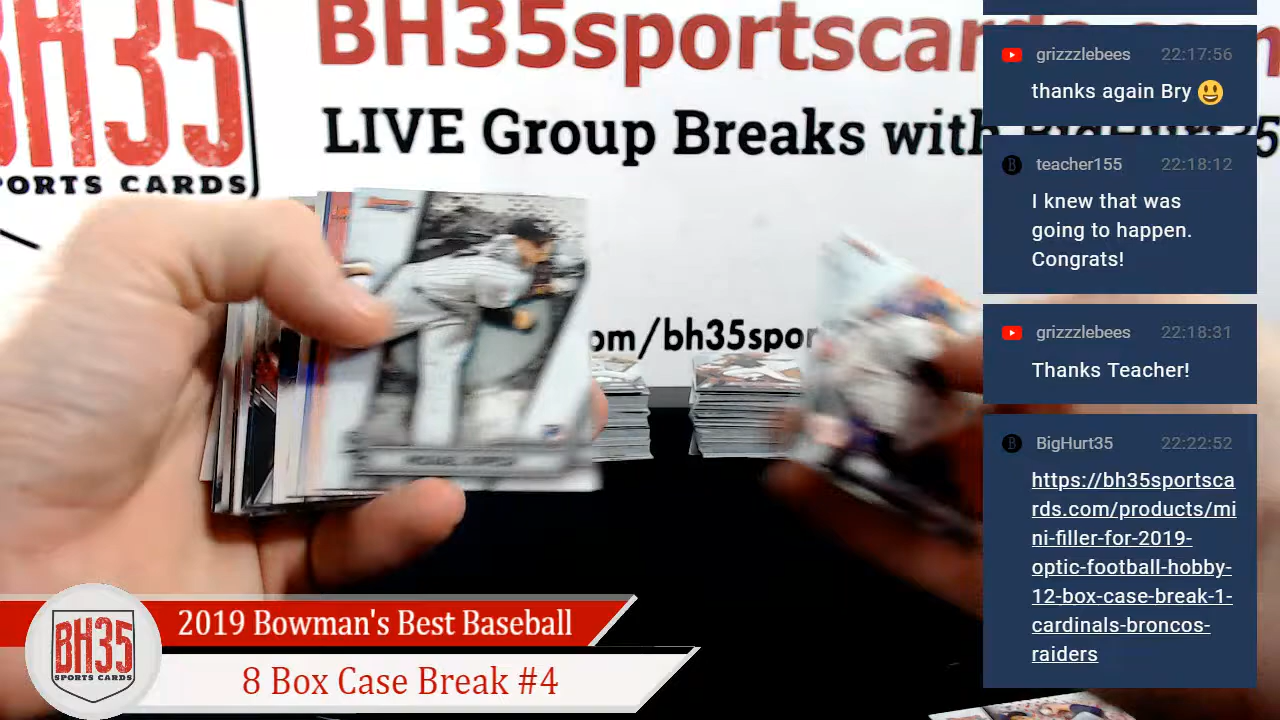 BH35
PORTS CARDS
BH35sportscar
LIVE Group Breaks with BigHurt35
om/bh35spor
grizzzlebees 22:17:56
thanks again Bry 😃
teacher155 22:18:12
I knew that was
going to happen.
Congrats!
grizzzlebees 22:18:31
Thanks Teacher!
BigHurt35 22:22:52
https://bh35sportsca
rds.com/products/mi
ni-filler-for-2019-
optic-football-hobby-
12-box-case-break-1-
cardinals-broncos-
raiders
BH35
SPORTS CARDS
2019 Bowman's Best Baseball
8 Box Case Break #4